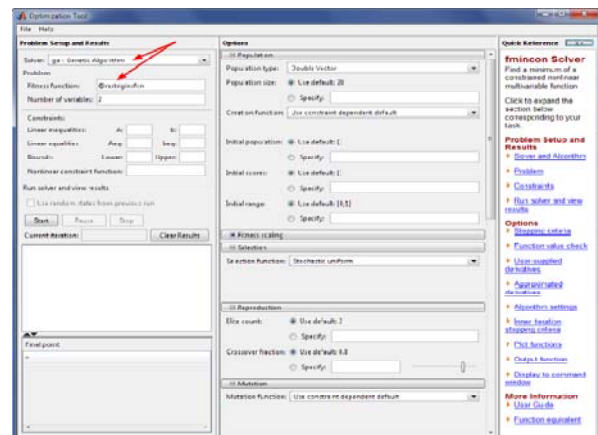 Optimization Tool
File Help
Problem Setup and Results
Solver: ga - Genetic Algorithm
Problem
Fitness function: @rastriginsfcn
Number of variables: 2
Constraints:
Linear inequalities: A: b:
Linear equalities: Aeq: beq:
Bounds: Lower: Upper:
Nonlinear constraint function:
Run solver and view results
Use random states from previous run
Start Pause Stop
Current iteration: Clear Results
Final point:
Options
Population
Population type: Double Vector
Population size: Use default: 20
Specify:
Creation function: Use constraint dependent default
Initial population: Use default: []
Specify:
Initial scores: Use default: []
Specify:
Initial range: Use default: [0;1]
Specify:
Fitness scaling
Selection
Selection function: Stochastic uniform
Reproduction
Elite count: Use default: 2
Specify:
Crossover fraction: Use default: 0.8
Specify:
Mutation
Mutation function: Use constraint dependent default
Quick Reference
fmincon Solver
Find a minimum of a
constrained nonlinear
multivariable function
Click to expand the
section below
corresponding to your
task.
Problem Setup and
Results
Solver and Algorithm
Problem
Constraints
Run solver and view
results
Options
Stopping criteria
Function value check
User-supplied
derivatives
Approximated
derivatives
Algorithm settings
Inner iteration
stopping criteria
Plot functions
Output function
Display to command
window
More Information
User Guide
Function equivalent